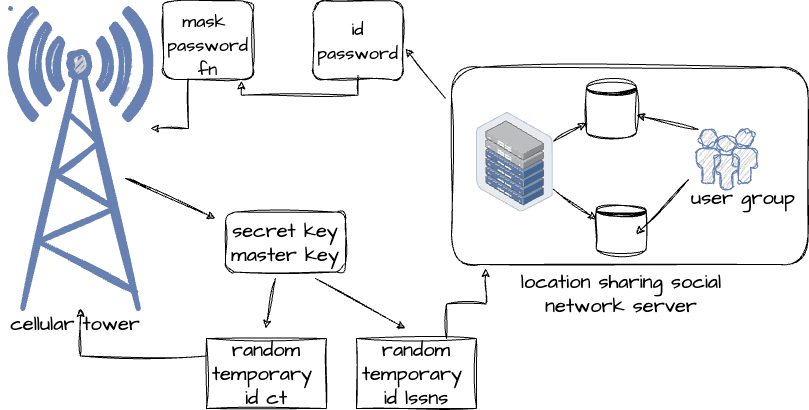 mask
password
fn
id
password
user group
secret key
master key
location sharing social
network server
cellular tower
random
temporary
id ct
random
temporary
id lssns